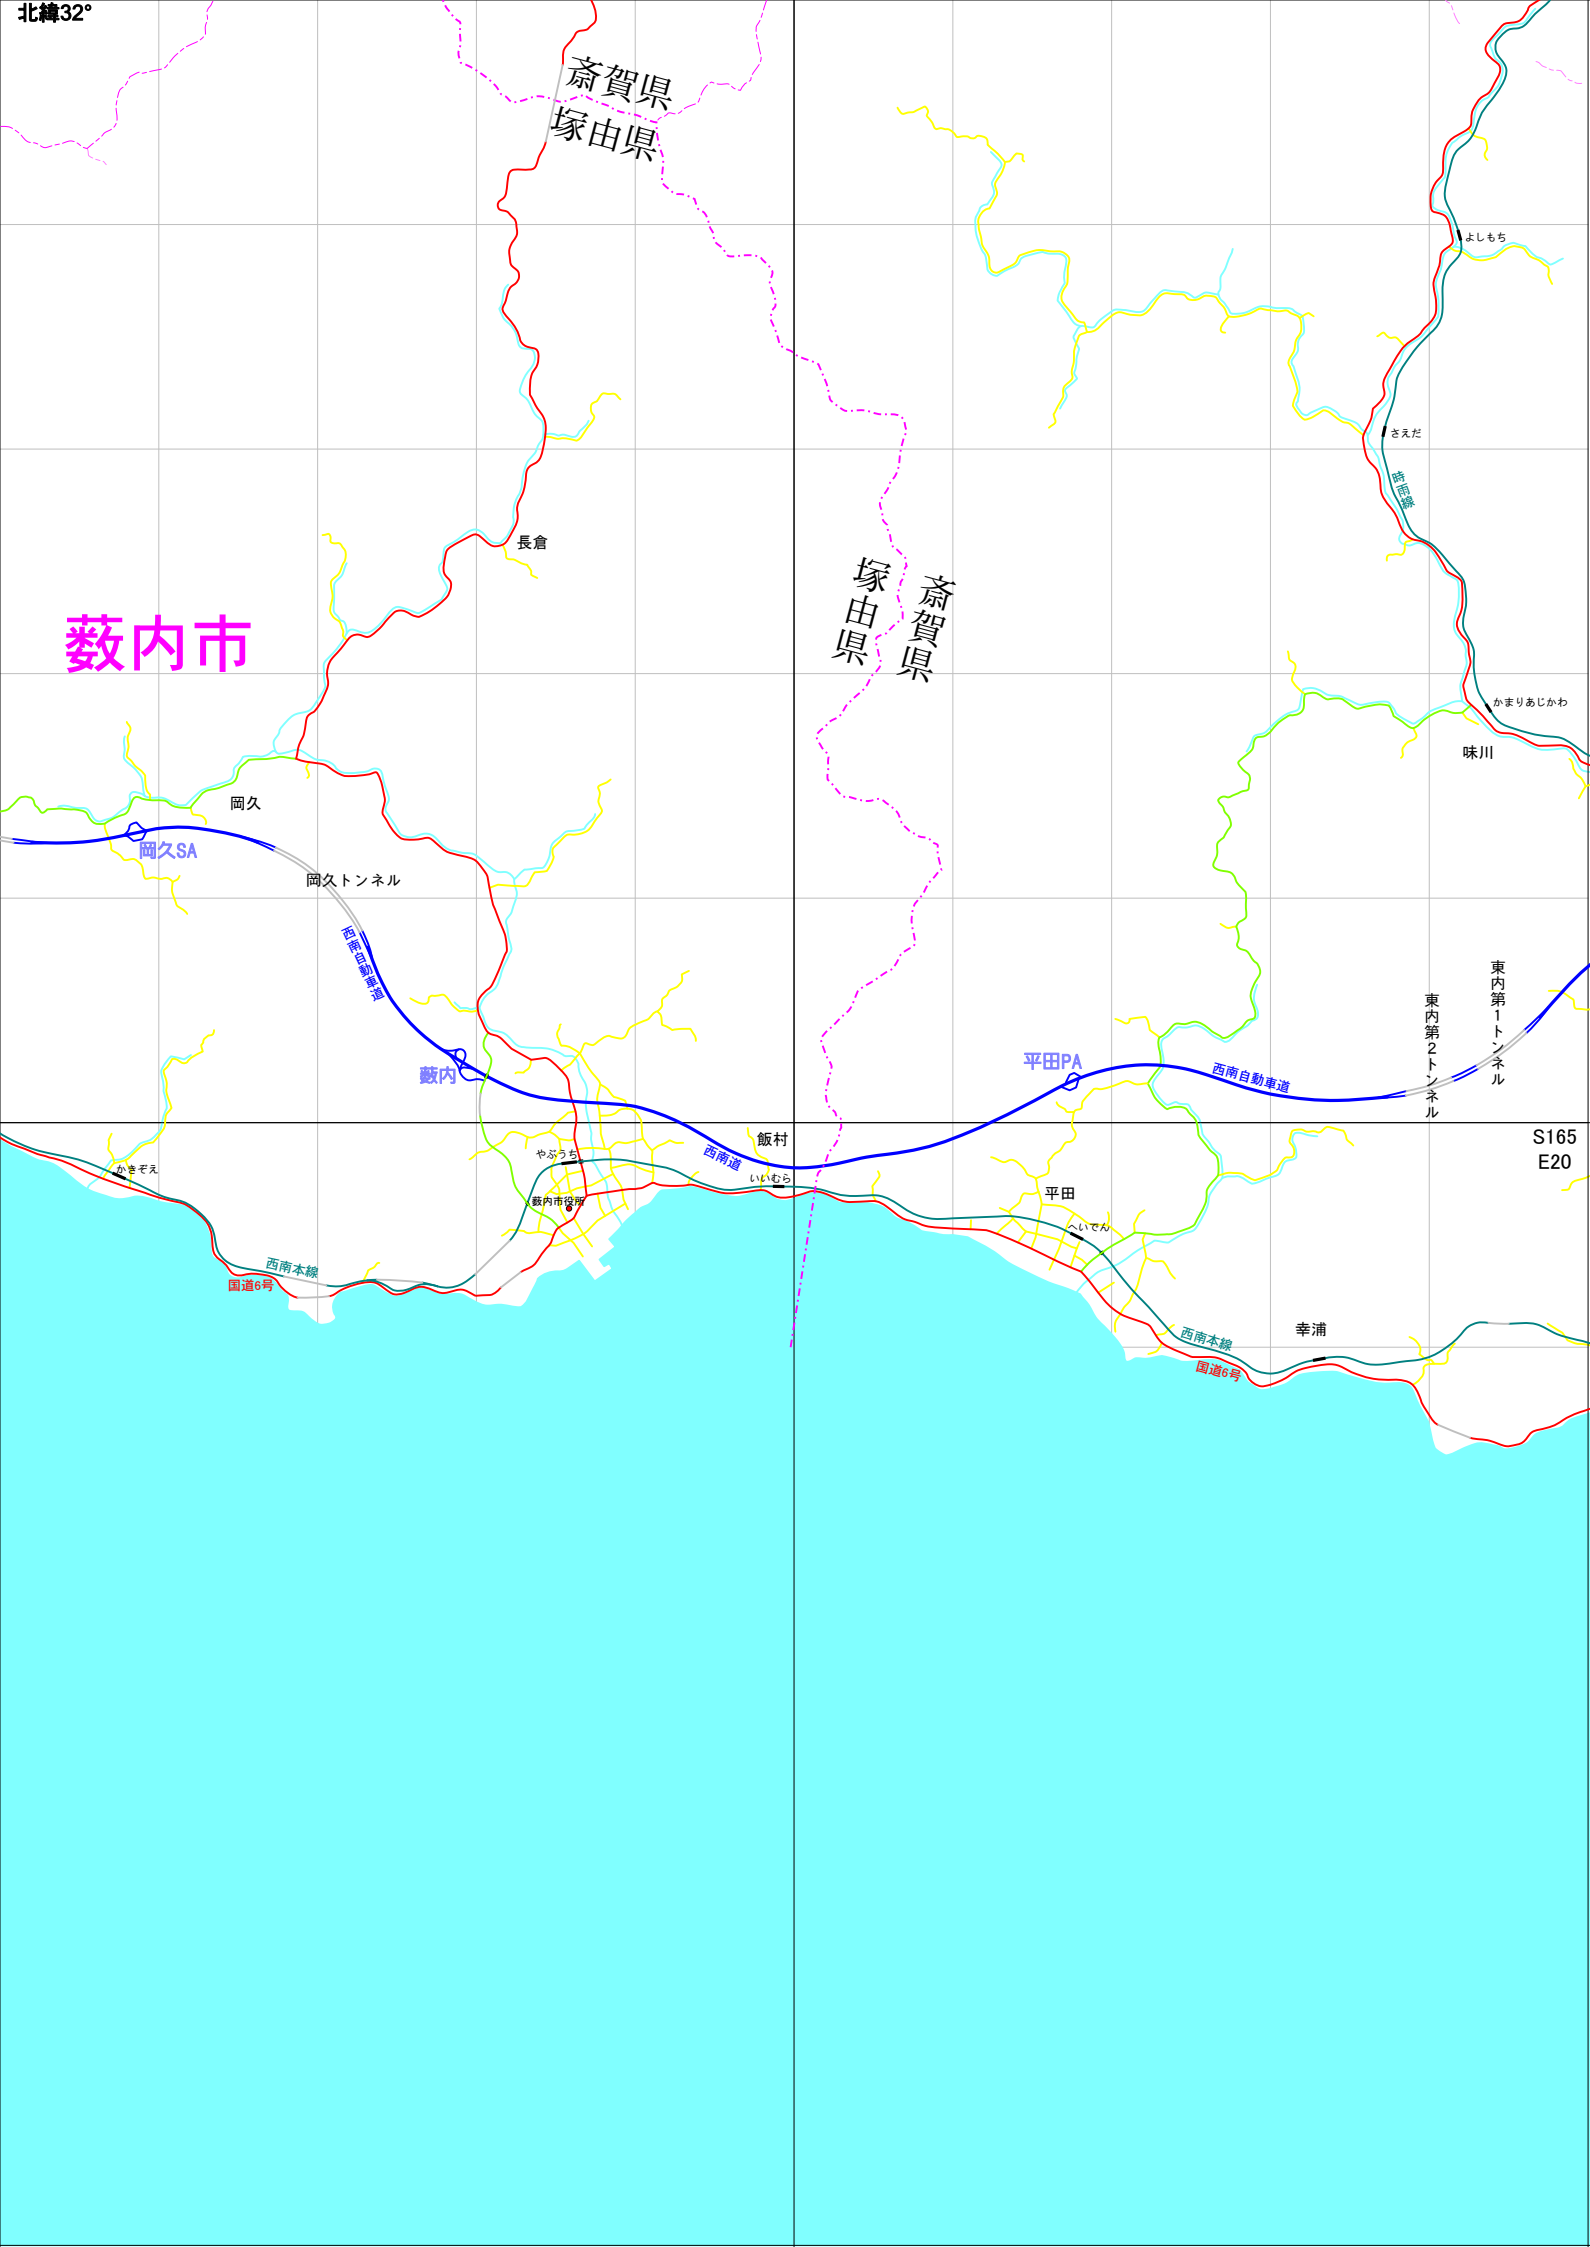 北緯32°
斎賀県
塚由県
よしもち
さえだ
時雨線
長倉
塚由県
斎賀県
薮内市
かまりあじかわ
味川
岡久
岡久SA
岡久トンネル
西南自動車道
東内第1トンネル
東内第2トンネル
平田PA
西南自動車道
薮内
飯村
S165
E20
やぶうち
西南道
かきぞえ
いいむら
薮内市役所
平田
へいでん
西南本線
国道6号
幸浦
西南本線
国道6号